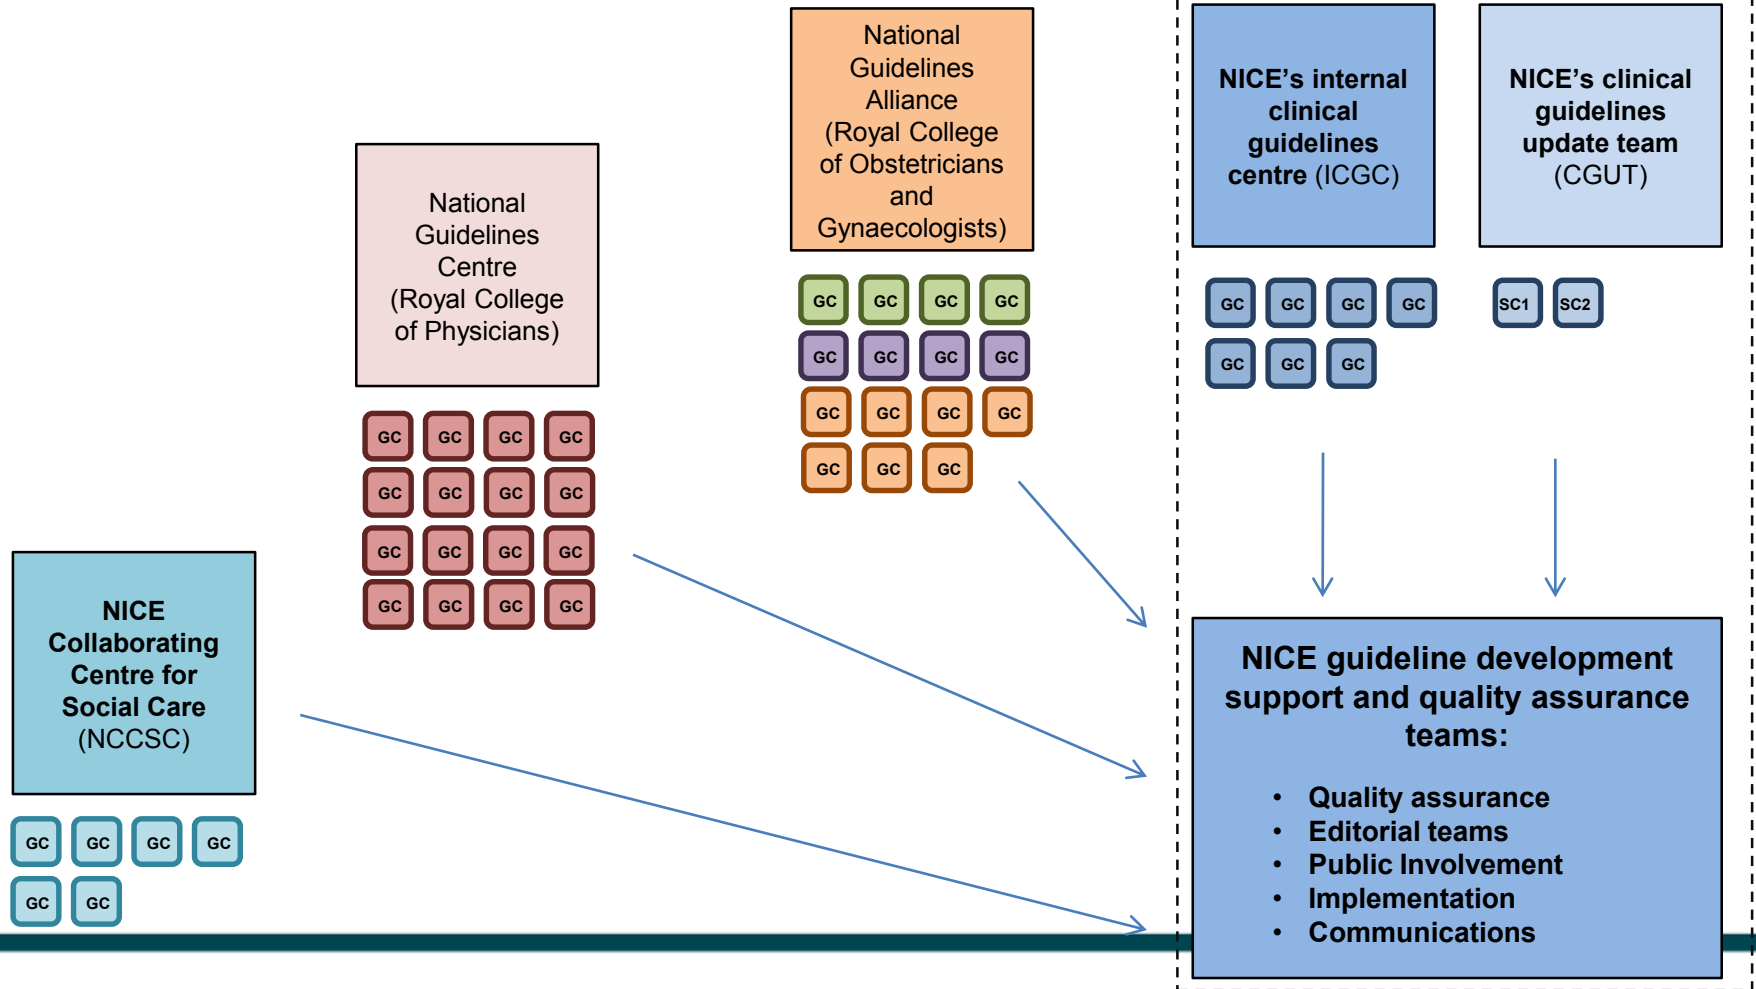 National
Guidelines
Alliance
(Royal College
of Obstetricians
and
Gynaecologists)
GC GC GC GC
GC GC GC GC
GC GC GC GC
GC GC GC
NICE’s internal
clinical
guidelines
centre (ICGC)
GC GC GC GC
GC GC GC
NICE’s clinical
guidelines
update team
(CGUT)
SC1 SC2
National
Guidelines
Centre
(Royal College
of Physicians)
GC GC GC GC
GC GC GC GC
GC GC GC GC
GC GC GC GC
NICE
Collaborating
Centre for
Social Care
(NCCSC)
GC GC GC GC
GC GC
NICE guideline development
support and quality assurance
teams:
• Quality assurance
• Editorial teams
• Public Involvement
• Implementation
• Communications